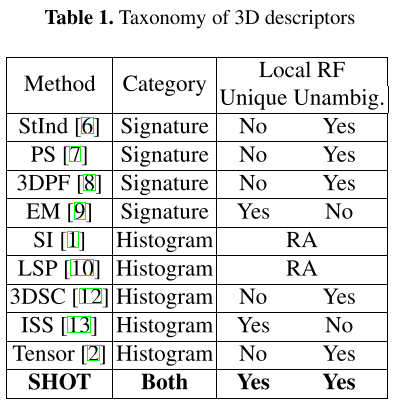 Table 1. Taxonomy of 3D descriptors
Method Category Local RF
Unique Unambig.
StInd [6] Signature No Yes
PS [7] Signature No Yes
3DPF [8] Signature No Yes
EM [9] Signature Yes No
SI [1] Histogram RA
LSP [10] Histogram RA
3DSC [12] Histogram No Yes
ISS [13] Histogram Yes No
Tensor [2] Histogram No Yes
SHOT Both Yes Yes